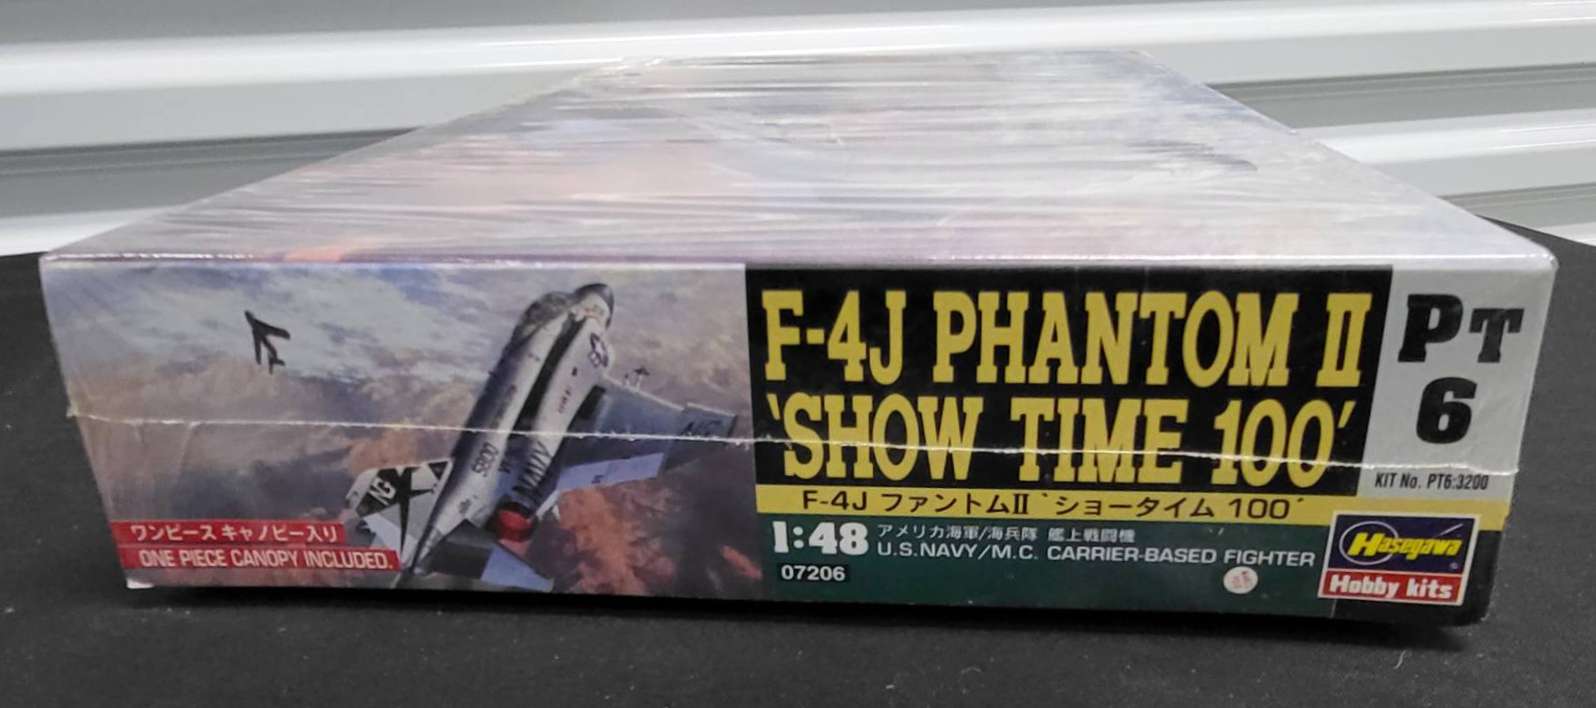 NG
NAVY
ワンピース キャノピー入り
ONE PIECE CANOPY INCLUDED.
F-4J PHANTOM II
'SHOW TIME 100'
F-4J ファントムII 'ショータイム 100'
1:48
アメリカ海軍/海兵隊 艦上戦闘機
U.S.NAVY/M.C. CARRIER-BASED FIGHTER
07206
PT
6
KIT No. PT6:3200
Hasegawa
Hobby kits